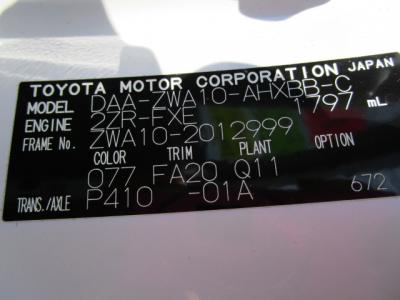 TOYOTA MOTOR CORPORATION JAPAN
MODEL DAA-ZWA10-AHXBB-C
ENGINE 2ZR-FXE 1797 mL
FRAME No. ZWA10-2012999
COLOR TRIM PLANT OPTION
077 FA20 Q11
TRANS./AXLE P410 -01A 672